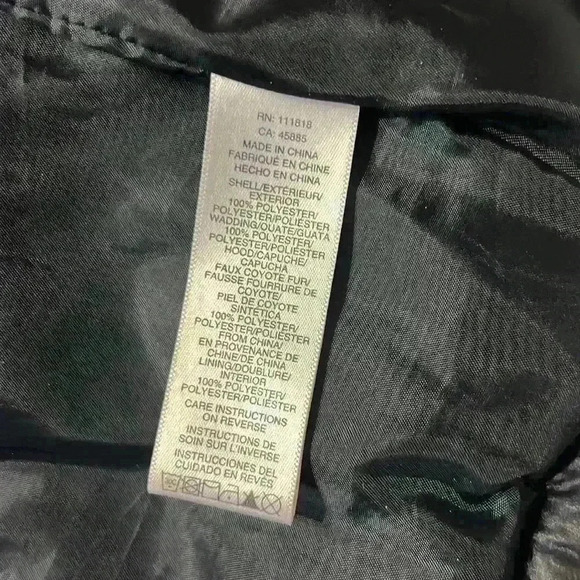 RN: 111818
CA: 45885
MADE IN CHINA
FABRIQUÉ EN CHINE
HECHO EN CHINA
SHELL/EXTÉRIEUR/
EXTERIOR
100% POLYESTER/
POLYESTER/POLIÉSTER
WADDING/OUATE/GUATA
100% POLYESTER/
POLYESTER/POLIÉSTER
HOOD/CAPUCHE/
CAPUCHA
FAUX COYOTE FUR/
FAUSSE FOURRURE DE
COYOTE/
PIEL DE COYOTE
SINTÉTICA
100% POLYESTER/
POLYESTER/POLIÉSTER
FROM CHINA/
EN PROVENANCE DE
CHINE/DE CHINA
LINING/DOUBLURE/
INTERIOR
100% POLYESTER/
POLYESTER/POLIÉSTER
CARE INSTRUCTIONS
ON REVERSE
INSTRUCTIONS DE
SOIN SUR L'INVERSE
INSTRUCCIONES DEL
CUIDADO EN REVÉS